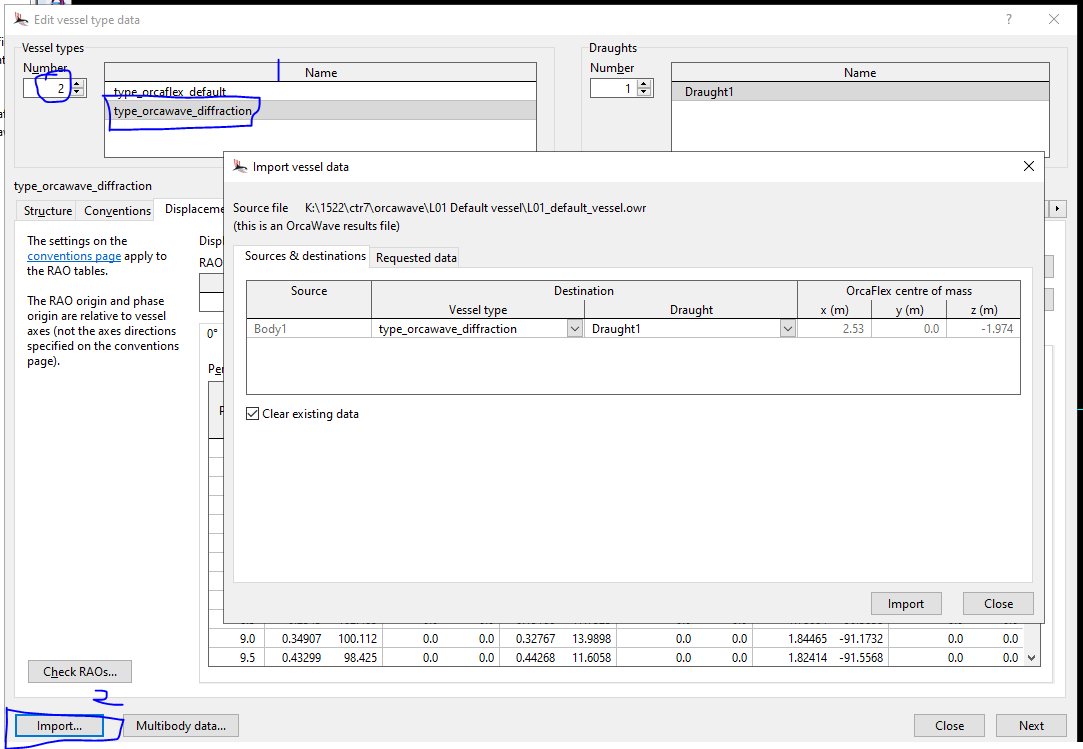 Edit vessel type data
Vessel types
Number
2
Name
type_orcaflex_default
type_orcawave_diffraction
Draughts
Number
1
Name
Draught1
type_orcawave_diffraction
Structure Conventions Displaceme
The settings on the
conventions page apply to
the RAO tables.
The RAO origin and phase
origin are relative to vessel
axes (not the axes directions
specified on the conventions
page).
Displ
RAO
0°
Per
Import vessel data
Source file K:\1522\ctr7\orcawave\L01 Default vessel\L01_default_vessel.owr
(this is an OrcaWave results file)
Sources & destinations Requested data
Source Destination OrcaFlex centre of mass
Vessel type Draught x (m) y (m) z (m)
Body1 type_orcawave_diffraction Draught1 2.53 0.0 -1.974
Clear existing data
Import Close
9.0 0.34907 100.112 0.0 0.0 0.32767 13.9898 0.0 0.0 1.84465 -91.1732 0.0 0.0
9.5 0.43299 98.425 0.0 0.0 0.44268 11.6058 0.0 0.0 1.82414 -91.5568 0.0 0.0
Check RAOs...
2
Import... Multibody data... Close Next